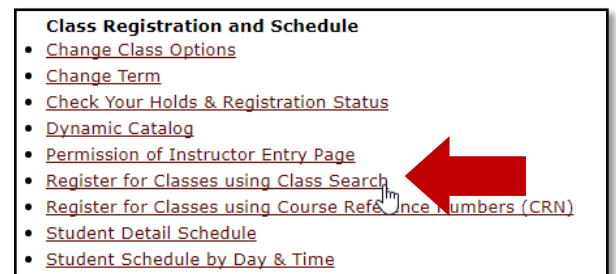 Class Registration and Schedule
Change Class Options
Change Term
Check Your Holds & Registration Status
Dynamic Catalog
Permission of Instructor Entry Page
Register for Classes using Class Search
Register for Classes using Course Reference Numbers (CRN)
Student Detail Schedule
Student Schedule by Day & Time